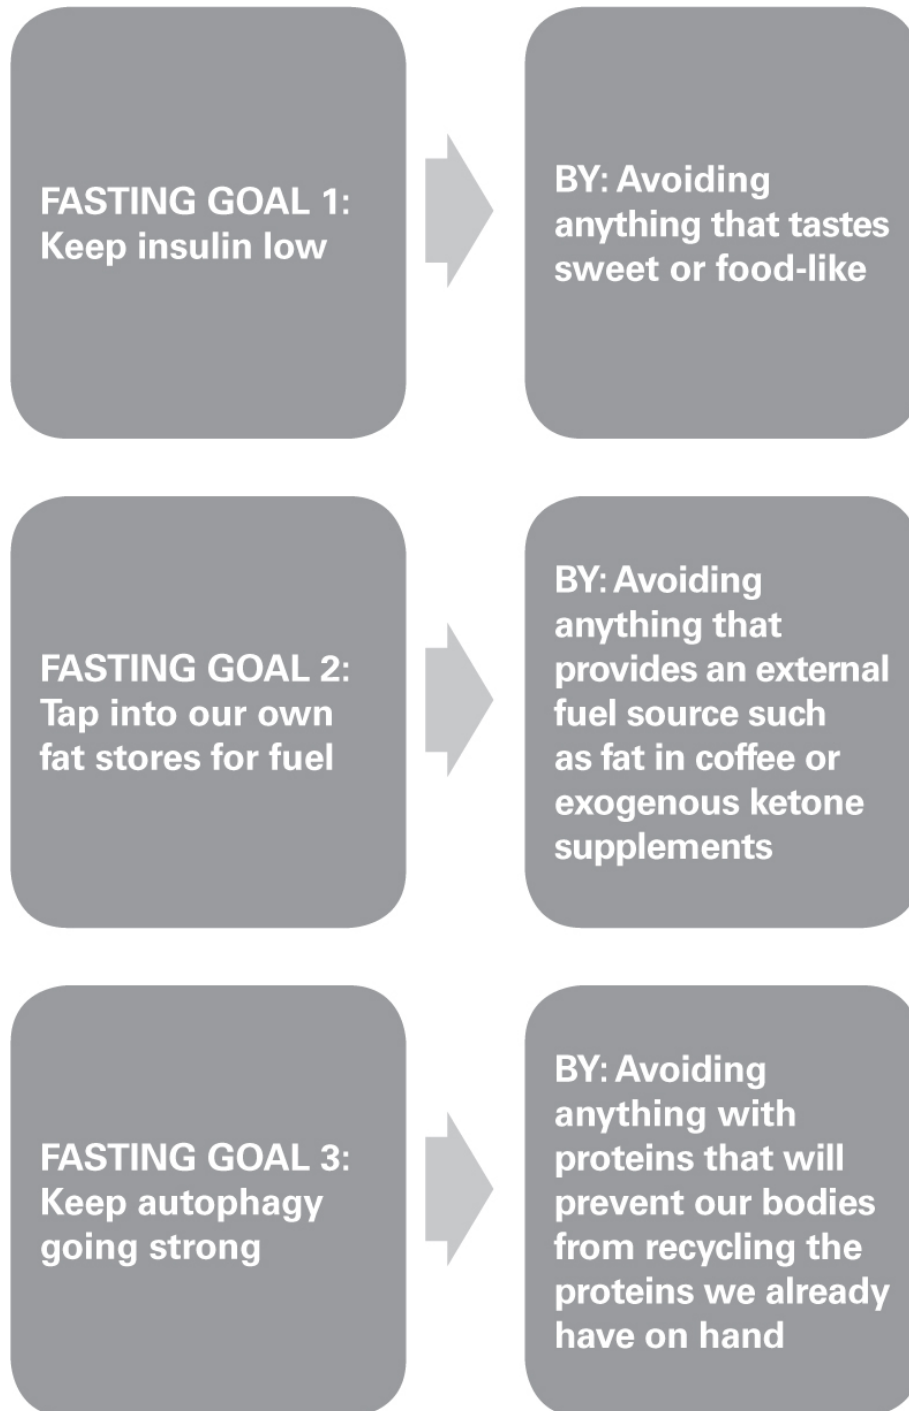 FASTING GOAL 1:
Keep insulin low
BY: Avoiding
anything that tastes
sweet or food-like
FASTING GOAL 2:
Tap into our own
fat stores for fuel
BY: Avoiding
anything that
provides an external
fuel source such
as fat in coffee or
exogenous ketone
supplements
FASTING GOAL 3:
Keep autophagy
going strong
BY: Avoiding
anything with
proteins that will
prevent our bodies
from recycling the
proteins we already
have on hand